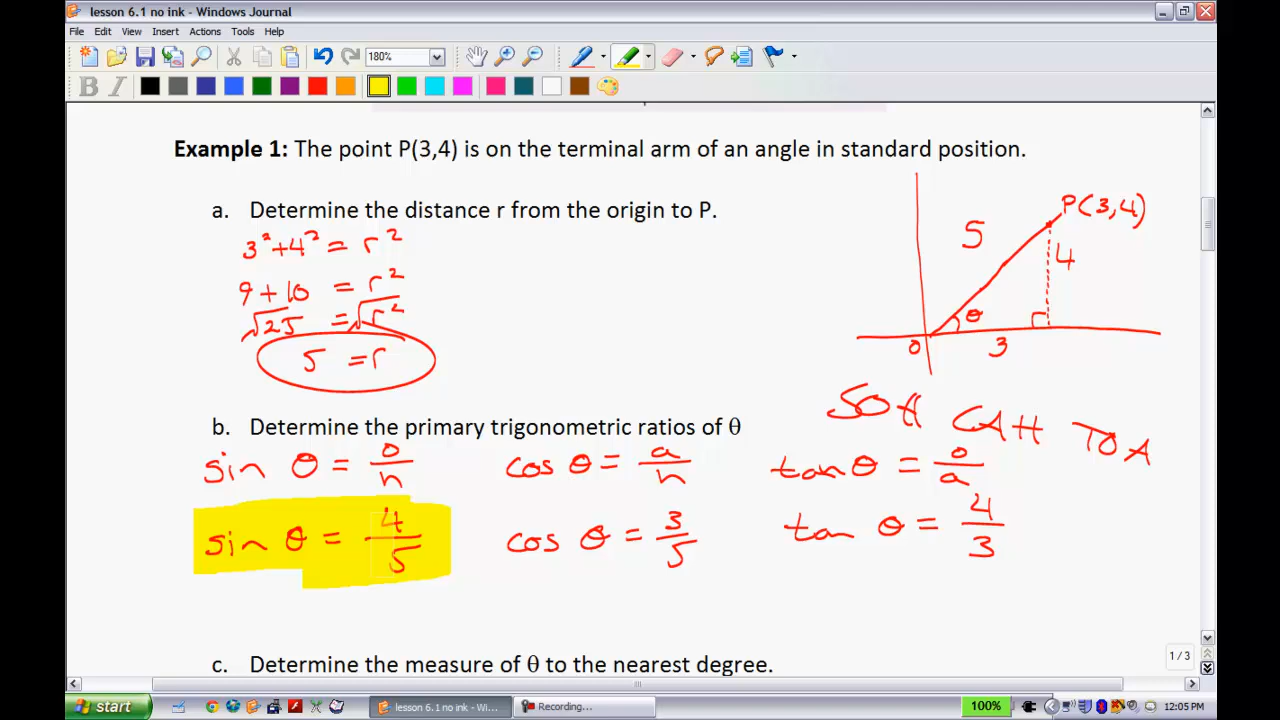 lesson 6.1 no ink - Windows Journal
File Edit View Insert Actions Tools Help
180%
B I
Example 1: The point P(3,4) is on the terminal arm of an angle in standard position.
a. Determine the distance r from the origin to P.
3² + 4² = r²
9 + 16 = r²
√25 = √r²
5 = r
P(3,4)
5
4
θ
0
3
SOH CAH TOA
b. Determine the primary trigonometric ratios of θ
sin θ = o/h cos θ = a/h tan θ = o/a
sin θ = 4/5 cos θ = 3/5 tan θ = 4/3
c. Determine the measure of θ to the nearest degree.
1 / 3
start lesson 6.1 no ink - Wi... Recording... 100% 12:05 PM